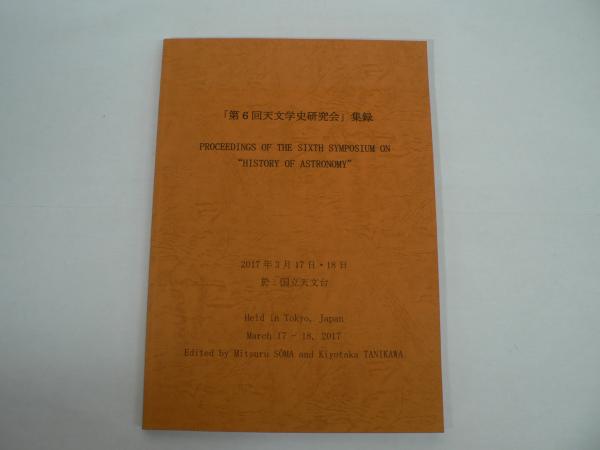 「第6回天文学史研究会」集録
PROCEEDINGS OF THE SIXTH SYMPOSIUM ON
"HISTORY OF ASTRONOMY"
2017年3月17日・18日
於：国立天文台
Held in Tokyo, Japan
March 17 - 18, 2017
Edited by Mitsuru SÔMA and Kiyotaka TANIKAWA